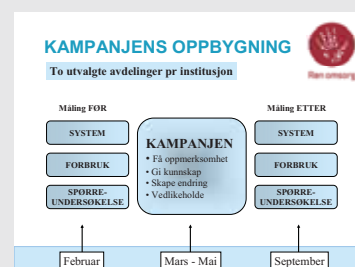 KAMPANJENS OPPBYGNING
To utvalgte avdelinger pr institusjon
Ren omsorg
Måling FØR
SYSTEM
FORBRUK
SPØRRE-
UNDERSØKELSE
KAMPANJEN
• Få oppmerksomhet
• Gi kunnskap
• Skape endring
• Vedlikeholde
Måling ETTER
SYSTEM
FORBRUK
SPØRRE-
UNDERSØKELSE
Februar
Mars - Mai
September